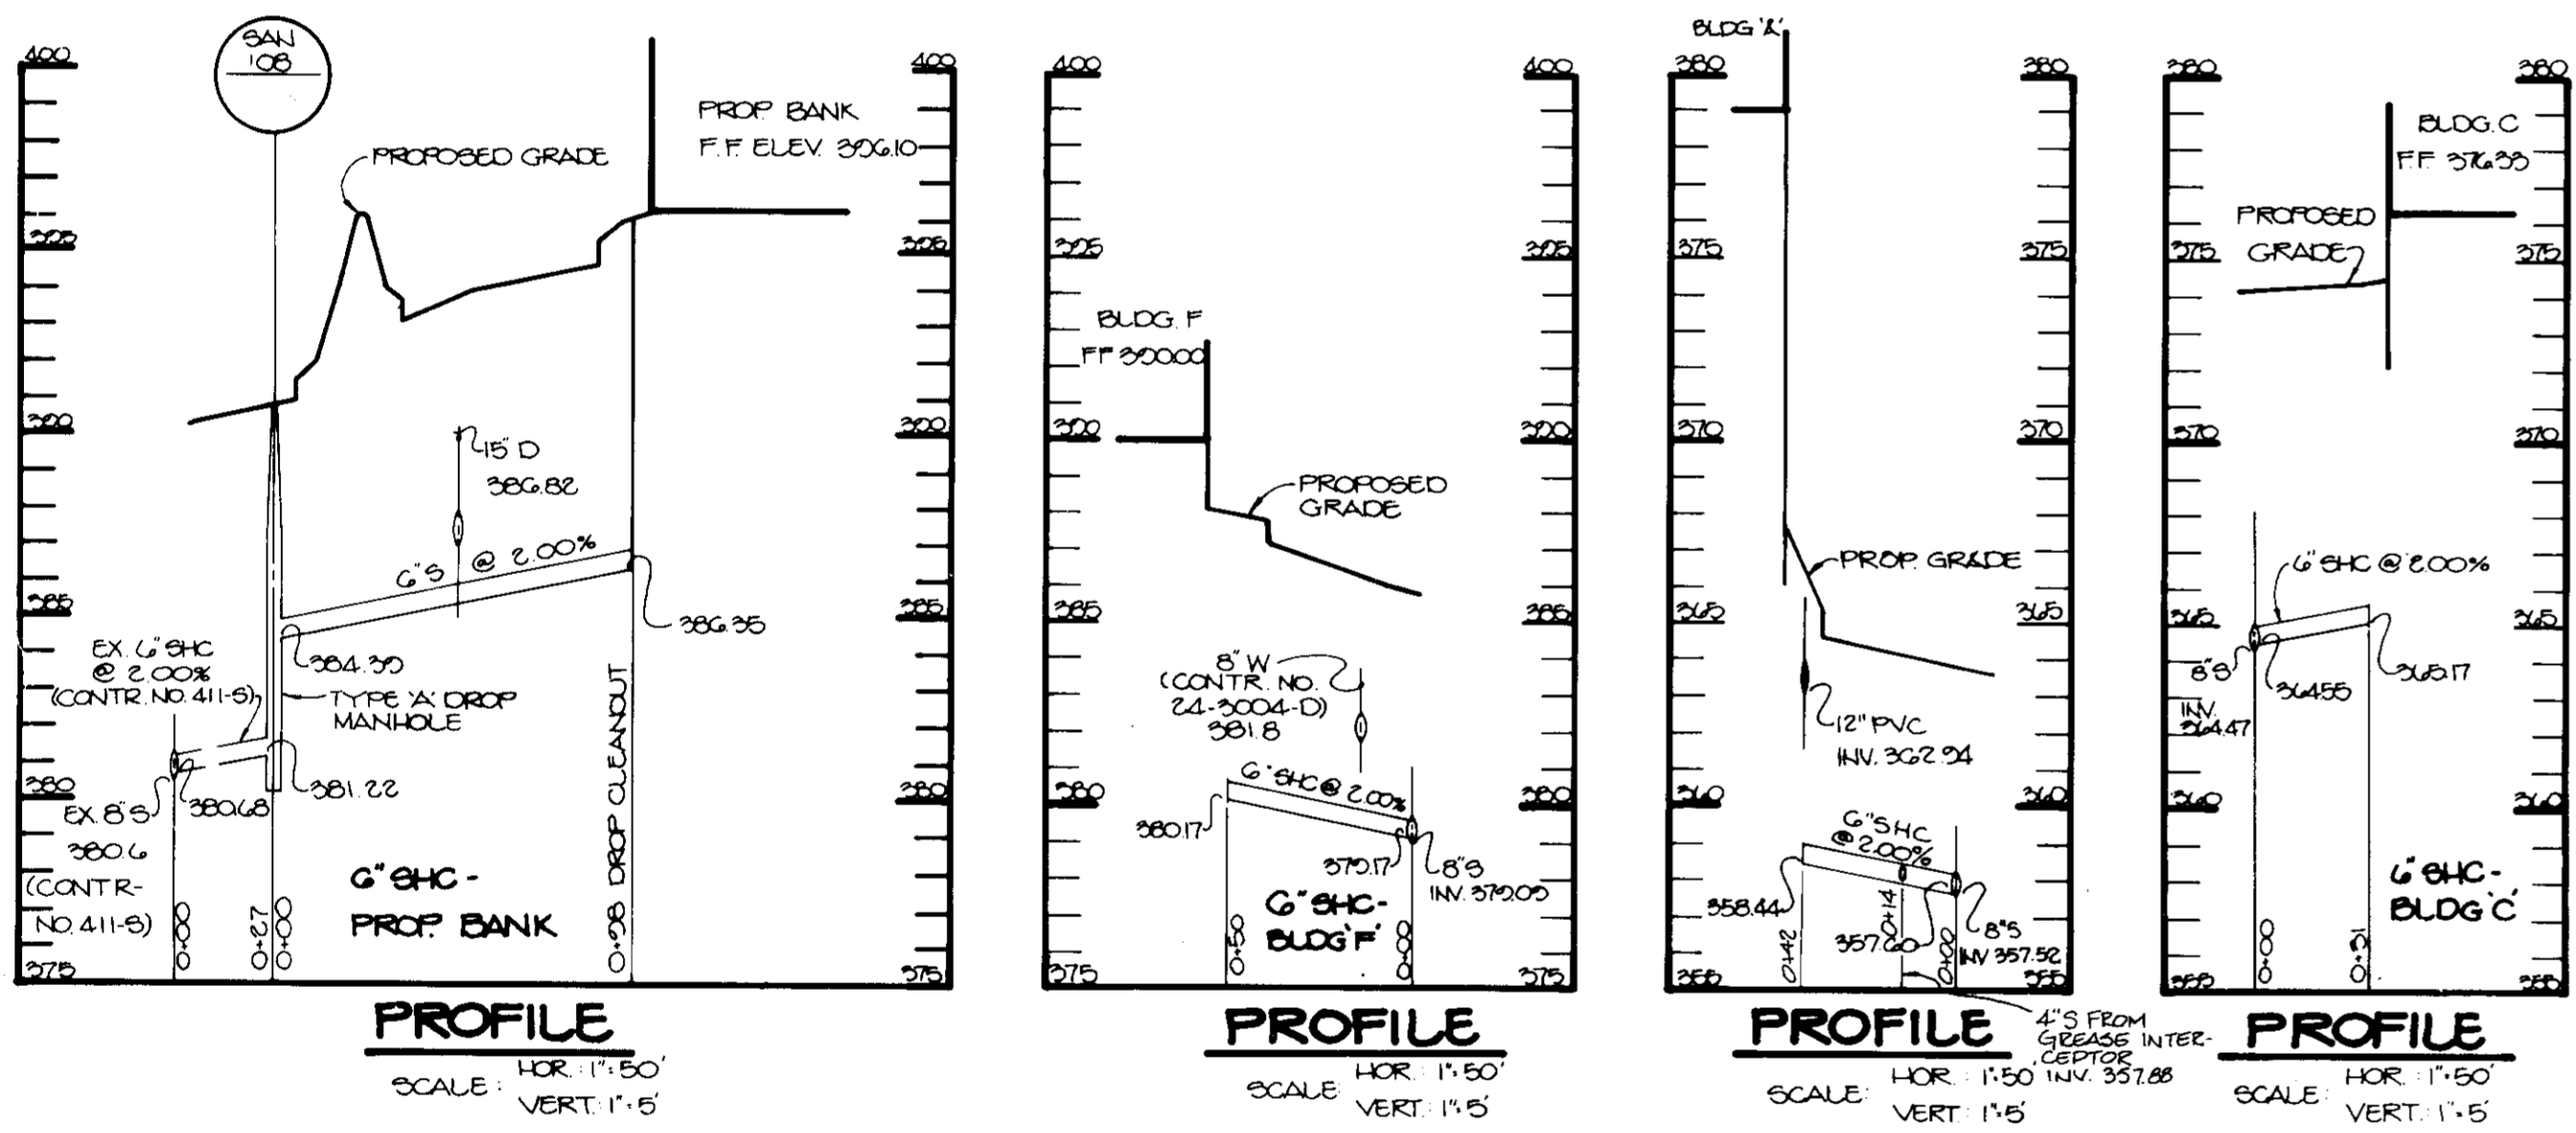 SAN
108
400
400
395
395
390
390
385
385
380
380
375
375
PROPOSED GRADE
PROP. BANK
F.F. ELEV. 396.10
15" D
386.82
6" S @ 2.00%
386.35
384.39
EX. 6" SHC
@ 2.00%
(CONTR. NO. 411-S)
TYPE 'A' DROP
MANHOLE
381.22
380.68
EX. 8" S
380.6
(CONTR-
NO. 411-S)
0+00
0+27
0+00
0+98 DROP CLEANOUT
6" SHC -
PROP. BANK
PROFILE
SCALE:
HOR.: 1"=50'
VERT.: 1"=5'
400
400
395
395
390
390
385
385
380
380
375
375
BLDG. F
FF 390.00
PROPOSED
GRADE
8" W
(CONTR. NO.
24-3004-D)
381.8
6" SHC @ 2.00%
380.17
379.17
8" S
INV. 379.09
0+50
0+00
6" SHC-
BLDG 'F'
PROFILE
SCALE:
HOR.: 1"=50'
VERT.: 1"=5'
BLDG 'A'
380
380
375
375
370
370
365
365
360
360
355
355
PROP. GRADE
12" PVC
INV. 362.94
6" SHC
@ 2.00%
358.44
357.60
8" S
INV 357.52
0+42
0+14
0+00
4" S FROM
GREASE INTER-
CEPTOR
INV. 357.88
PROFILE
SCALE:
HOR.: 1"=50'
VERT.: 1"=5'
380
380
375
375
370
370
365
365
360
360
355
355
BLDG. C
F.F. 376.33
PROPOSED
GRADE
6" SHC @ 2.00%
8" S
INV.
364.47
364.55
365.17
0+00
0+31
6" SHC-
BLDG 'C'
PROFILE
SCALE:
HOR.: 1"=50'
VERT.: 1"=5'